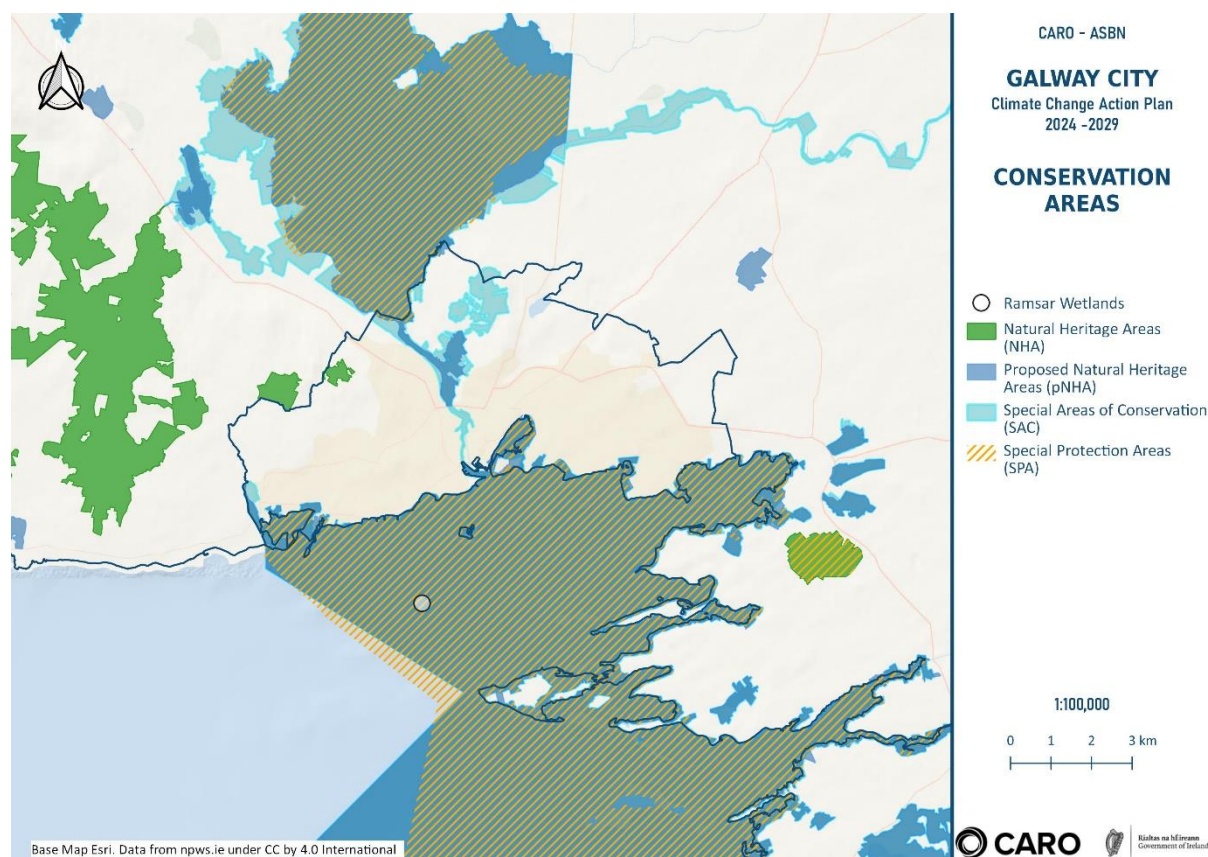 CARO - ASBN
GALWAY CITY
Climate Change Action Plan
2024 -2029
CONSERVATION
AREAS
Ramsar Wetlands
Natural Heritage Areas
(NHA)
Proposed Natural Heritage
Areas (pNHA)
Special Areas of Conservation
(SAC)
Special Protection Areas
(SPA)
1:100,000
0 1 2 3 km
Base Map Esri. Data from npws.ie under CC by 4.0 International
CARO
Rialtas na hÉireann
Government of Ireland